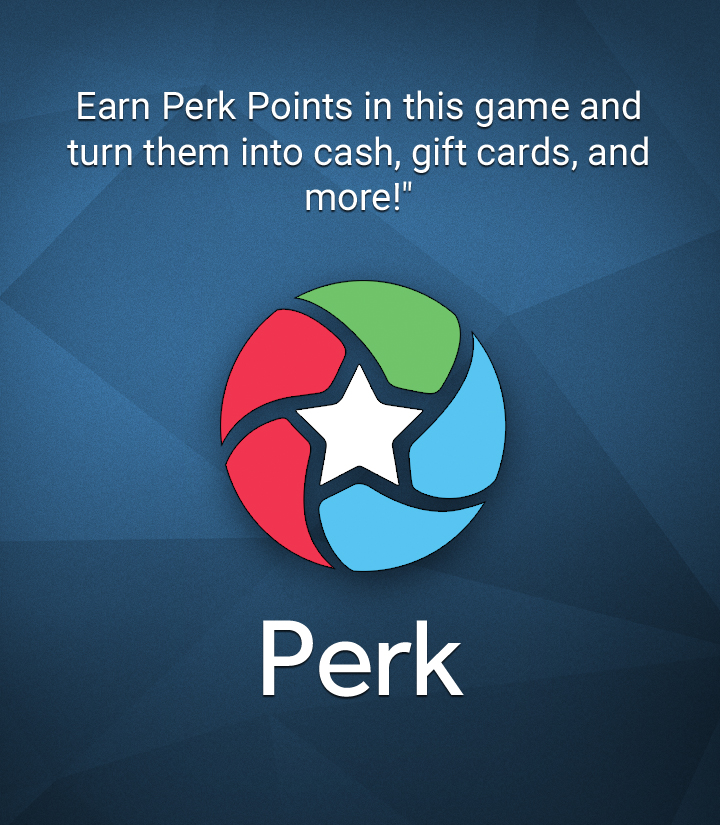 Earn Perk Points in this game and
turn them into cash, gift cards, and
more!"
Perk